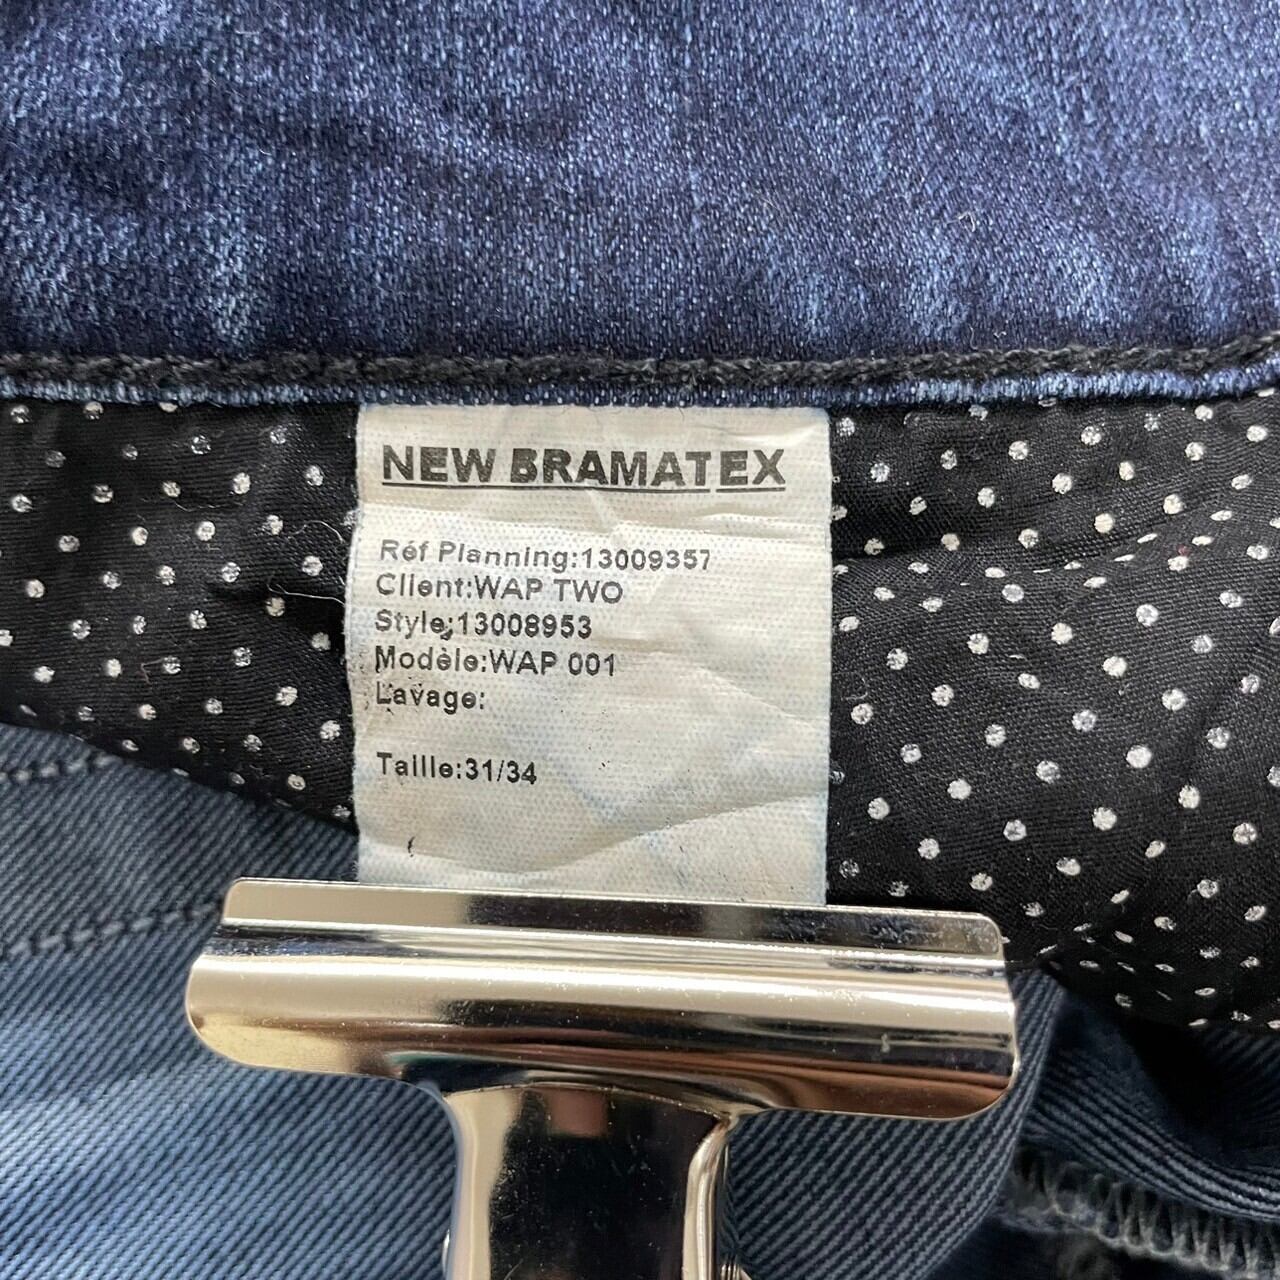 NEW BRAMATEX
Réf Planning:13009357
Client:WAP TWO
Style:13008953
Modèle:WAP 001
Lavage:
Taille:31/34